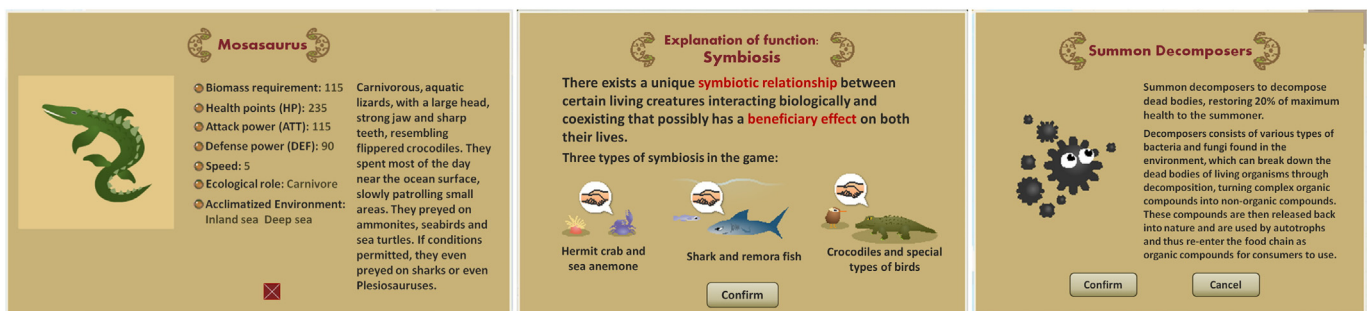 Mosasaurus
Biomass requirement: 115
Health points (HP): 235
Attack power (ATT): 115
Defense power (DEF): 90
Speed: 5
Ecological role: Carnivore
Acclimatized Environment:
Inland sea Deep sea
Carnivorous, aquatic
lizards, with a large head,
strong jaw and sharp
teeth, resembling
flippered crocodiles. They
spent most of the day
near the ocean surface,
slowly patrolling small
areas. They preyed on
ammonites, seabirds and
sea turtles. If conditions
permitted, they even
preyed on sharks or even
Plesiosauruses.
Explanation of function:
Symbiosis
There exists a unique symbiotic relationship between
certain living creatures interacting biologically and
coexisting that possibly has a beneficiary effect on both
their lives.
Three types of symbiosis in the game:
Hermit crab and
sea anemone
Shark and remora fish
Crocodiles and special
types of birds
Confirm
Summon Decomposers
Summon decomposers to decompose
dead bodies, restoring 20% of maximum
health to the summoner.
Decomposers consists of various types of
bacteria and fungi found in the
environment, which can break down the
dead bodies of living organisms through
decomposition, turning complex organic
compounds into non-organic compounds.
These compounds are then released back
into nature and are used by autotrophs
and thus re-enter the food chain as
organic compounds for consumers to use.
Confirm
Cancel